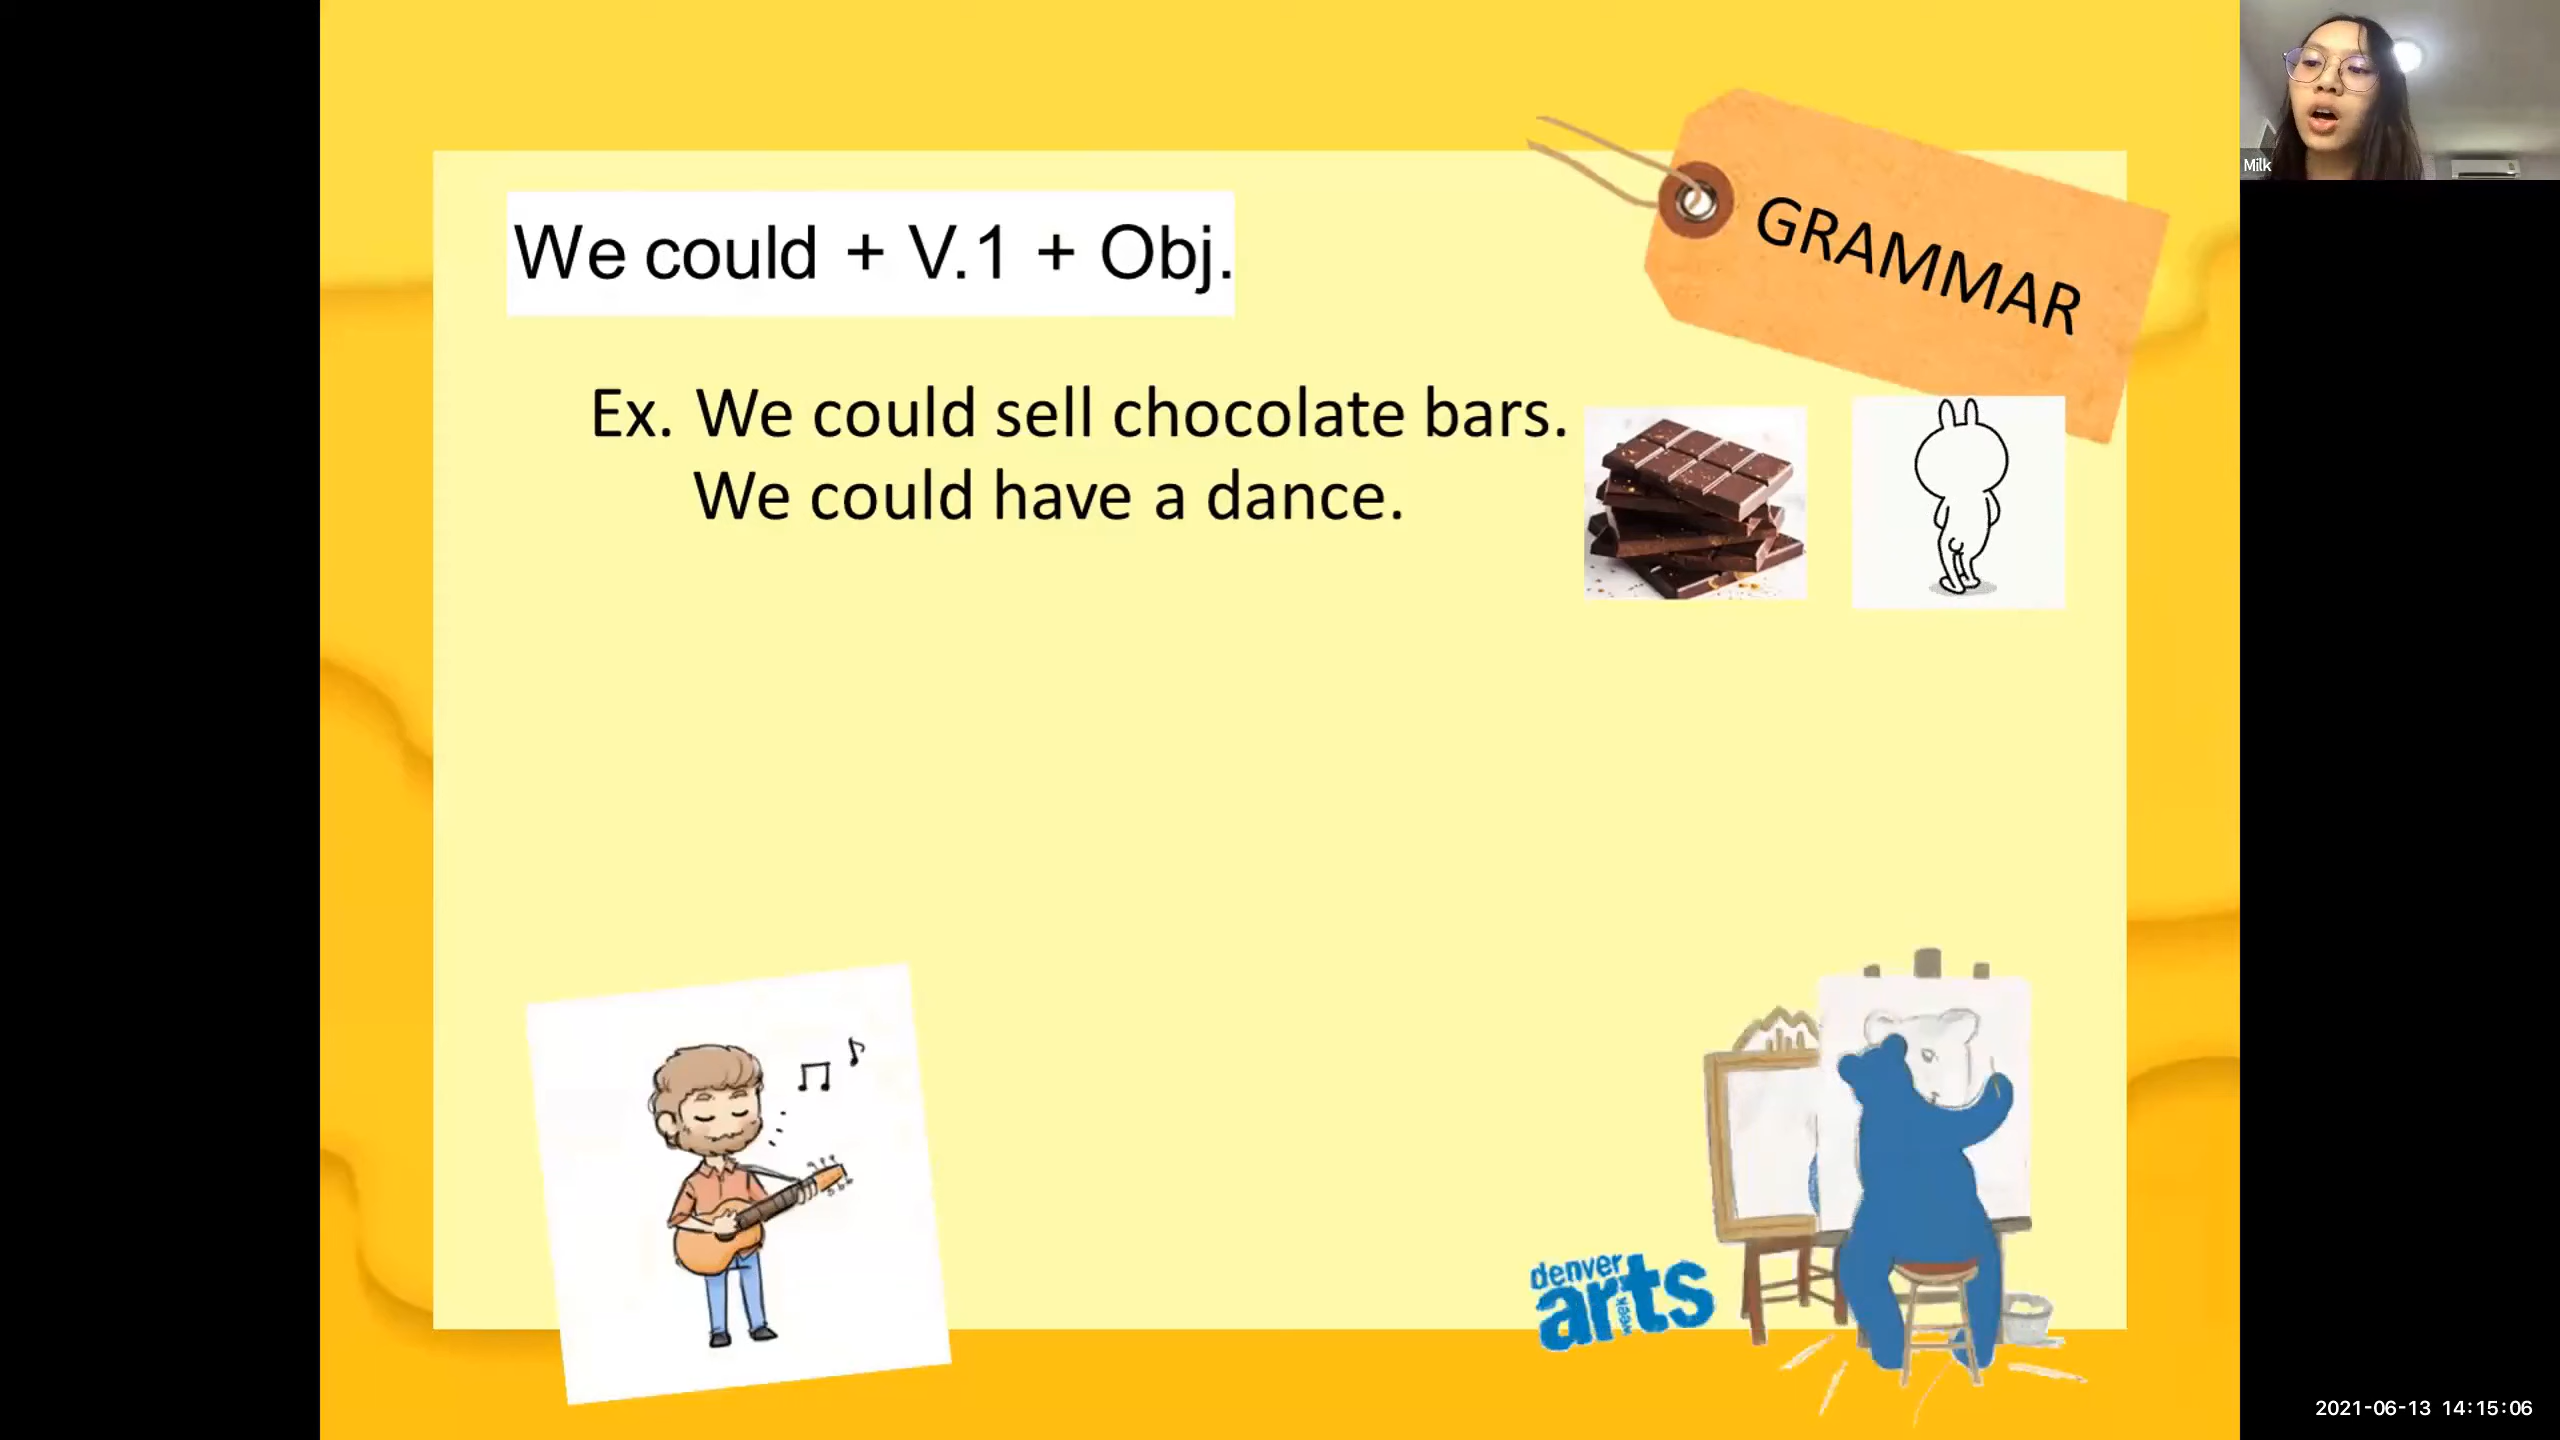 We could + V.1 + Obj.
GRAMMAR
Ex. We could sell chocolate bars.
We could have a dance.
denver
arts
week
Milk
2021-06-13 14:15:06